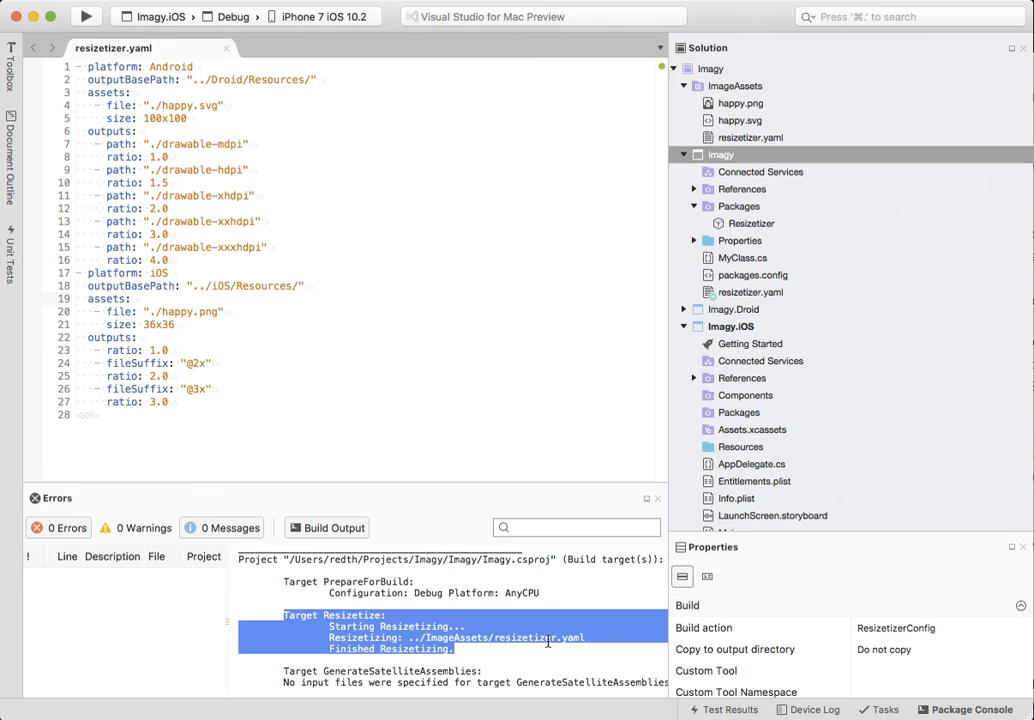 Imagy.iOS
Debug
iPhone 7 iOS 10.2
Visual Studio for Mac Preview
Press '⌘.' to search
Toolbox
Document Outline
Unit Tests
resizetizer.yaml
1 - platform: Android
2 outputBasePath: "../Droid/Resources/"
3 assets:
4 - file: "./happy.svg"
5 size: 100x100
6 outputs:
7 - path: "./drawable-mdpi"
8 ratio: 1.0
9 - path: "./drawable-hdpi"
10 ratio: 1.5
11 - path: "./drawable-xhdpi"
12 ratio: 2.0
13 - path: "./drawable-xxhdpi"
14 ratio: 3.0
15 - path: "./drawable-xxxhdpi"
16 ratio: 4.0
17 - platform: iOS
18 outputBasePath: "../iOS/Resources/"
19 assets:
20 - file: "./happy.png"
21 size: 36x36
22 outputs:
23 - ratio: 1.0
24 - fileSuffix: "@2x"
25 ratio: 2.0
26 - fileSuffix: "@3x"
27 ratio: 3.0
28 <EOF>
Solution
Imagy
ImageAssets
happy.png
happy.svg
resizetizer.yaml
Imagy
Connected Services
References
Packages
Resizetizer
Properties
MyClass.cs
packages.config
resizetizer.yaml
Imagy.Droid
Imagy.iOS
Getting Started
Connected Services
References
Components
Packages
Assets.xcassets
Resources
AppDelegate.cs
Entitlements.plist
Info.plist
LaunchScreen.storyboard
Errors
0 Errors
0 Warnings
0 Messages
Build Output
! Line Description File Project
Project "/Users/redth/Projects/Imagy/Imagy/Imagy.csproj" (Build target(s)):
Target PrepareForBuild:
Configuration: Debug Platform: AnyCPU
Target Resizetize:
Starting Resizetizing...
Resizetizing: ../ImageAssets/resizetizer.yaml
Finished Resizetizing.
Target GenerateSatelliteAssemblies:
No input files were specified for target GenerateSatelliteAssemblies
Properties
Build
Build action ResizetizerConfig
Copy to output directory Do not copy
Custom Tool
Custom Tool Namespace
Test Results
Device Log
Tasks
Package Console